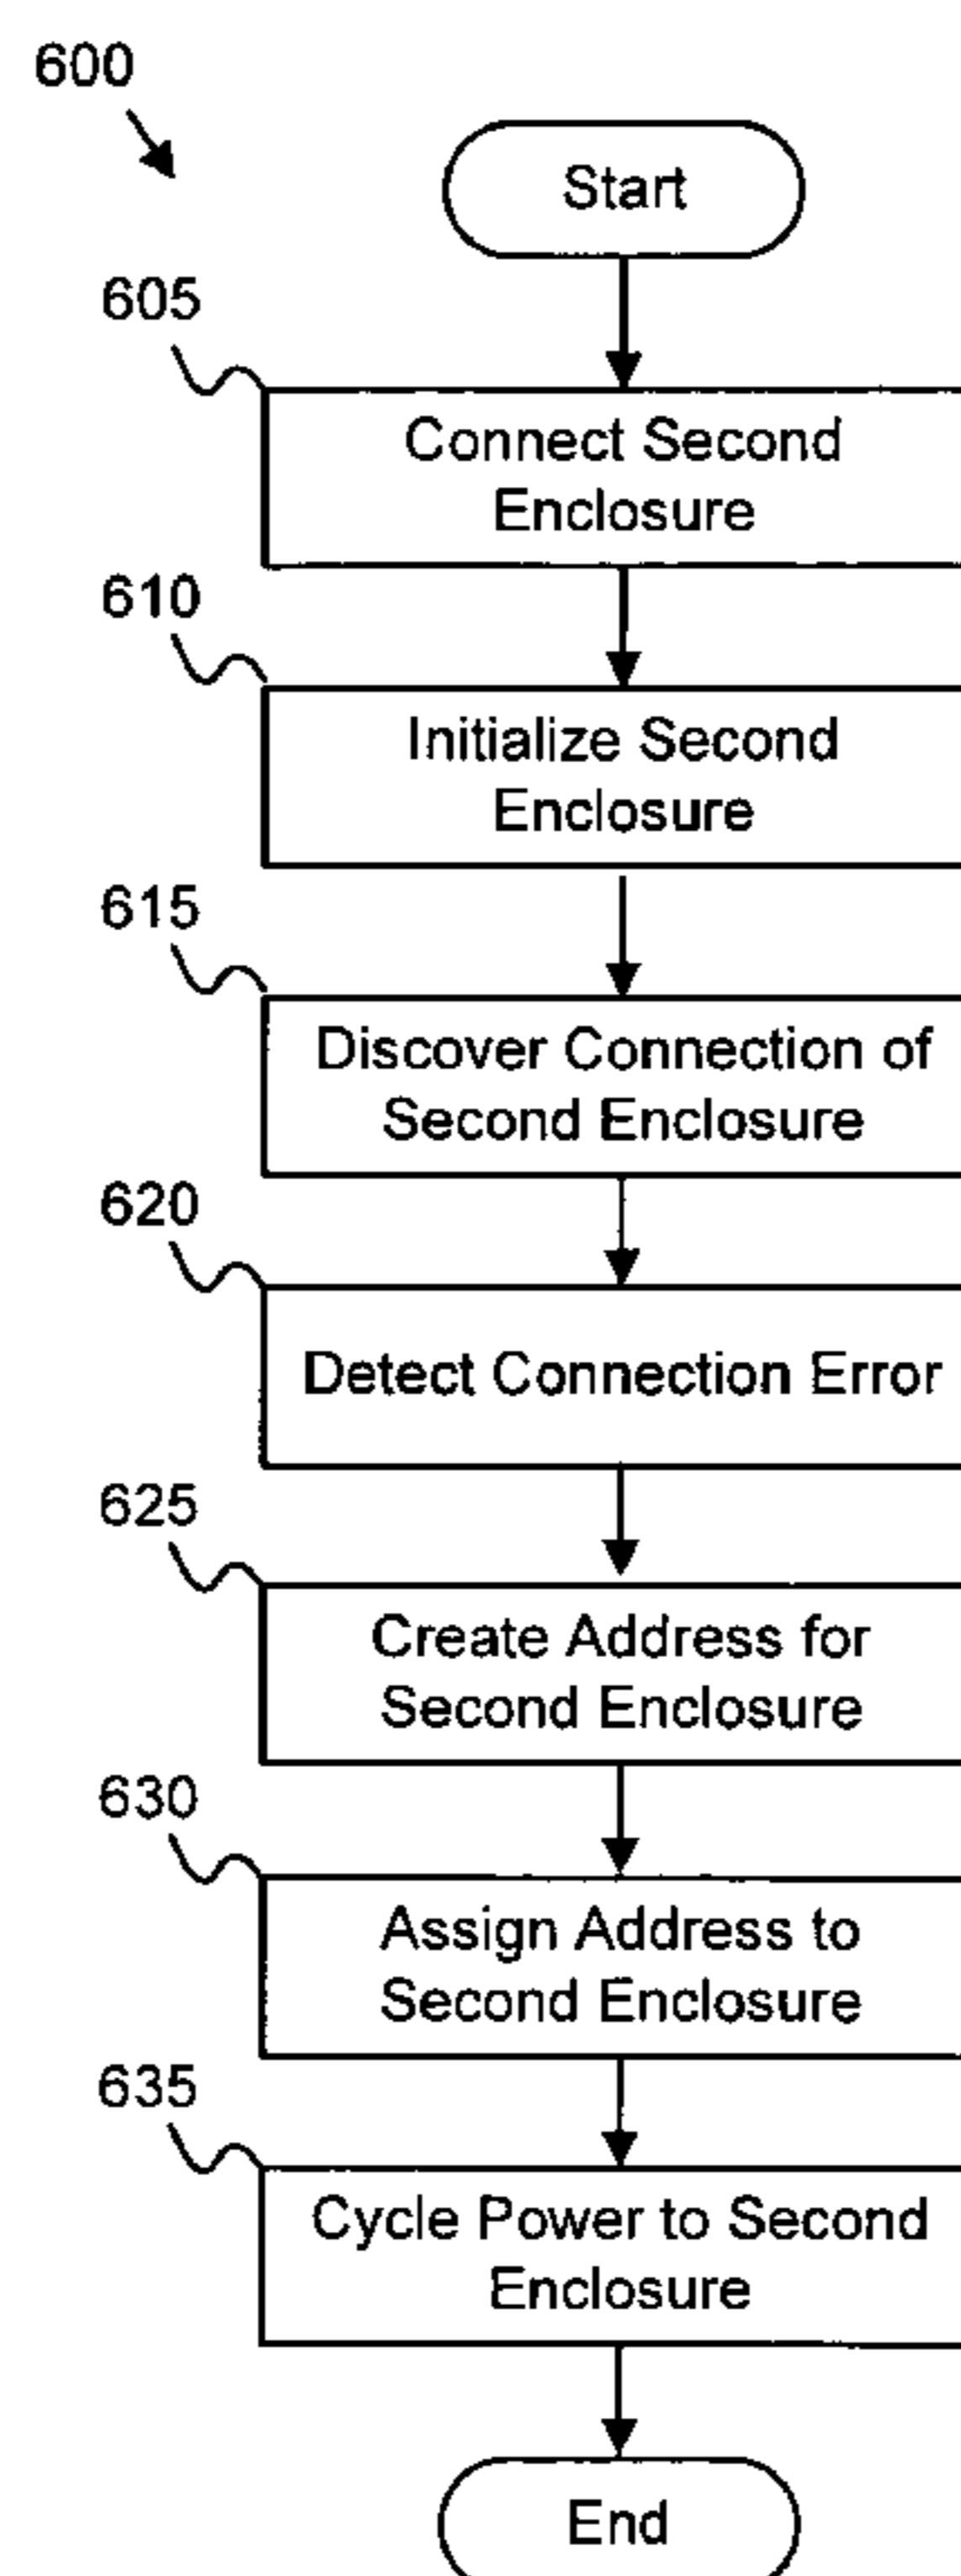 600
Start
605
Connect Second
Enclosure
610
Initialize Second
Enclosure
615
Discover Connection of
Second Enclosure
620
Detect Connection Error
625
Create Address for
Second Enclosure
630
Assign Address to
Second Enclosure
635
Cycle Power to Second
Enclosure
End